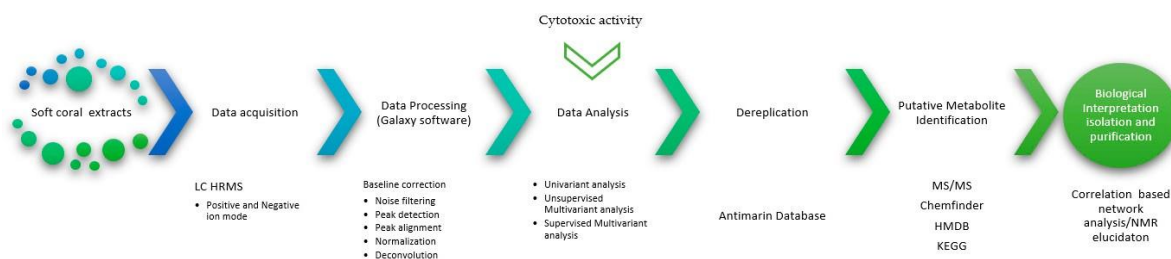 Cytotoxic activity
Soft coral extracts
Data acquisition
Data Processing
(Galaxy software)
Data Analysis
Dereplication
Putative Metabolite
Identification
Biological
Interpretation
isolation and
purification
LC HRMS
• Positive and Negative
ion mode
Baseline correction
• Noise filtering
• Peak detection
• Peak alignment
• Normalization
• Deconvolution
• Univariant analysis
• Unsupervised
Multivariant analysis
• Supervised Multivariant
analysis
Antimarin Database
MS/MS
Chemfinder
HMDB
KEGG
Correlation based
network
analysis/NMR
elucidaton